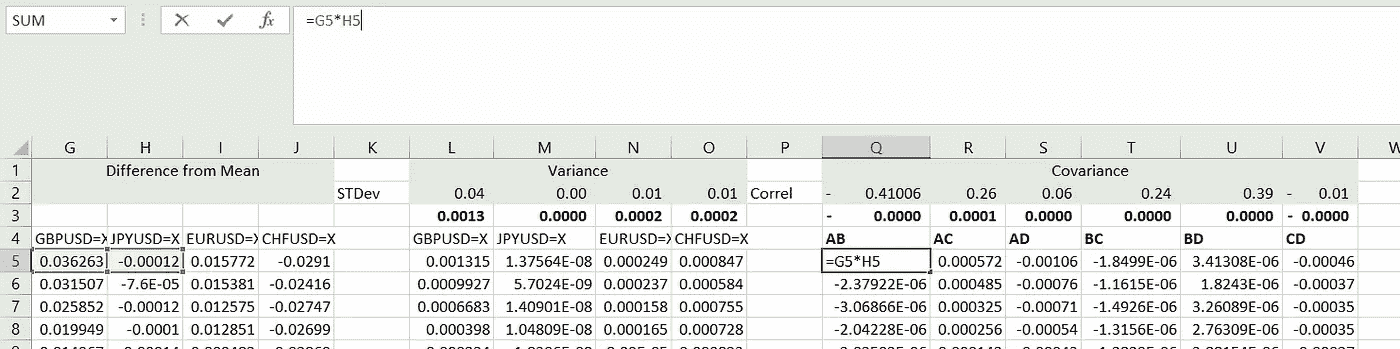 SUM fx =G5*H5
G H I J K L M N O P Q R S T U V W
1 Difference from Mean Variance Covariance
2 STDev 0.04 0.00 0.01 0.01 Correl - 0.41006 0.26 0.06 0.24 0.39 - 0.01
3 0.0013 0.0000 0.0002 0.0002 - 0.0000 0.0001 0.0000 0.0000 0.0000 - 0.0000
4 GBPUSD=X JPYUSD=X EURUSD=X CHFUSD=X GBPUSD=X JPYUSD=X EURUSD=X CHFUSD=X AB AC AD BC BD CD
5 0.036263 -0.00012 0.015772 -0.0291 0.001315 1.37564E-08 0.000249 0.000847 =G5*H5 0.000572 -0.00106 -1.8499E-06 3.41308E-06 -0.00046
6 0.031507 -7.6E-05 0.015381 -0.02416 0.0009927 5.7024E-09 0.000237 0.000584 -2.37922E-06 0.000485 -0.00076 -1.1615E-06 1.8243E-06 -0.00037
7 0.025852 -0.00012 0.012575 -0.02747 0.0006683 1.40901E-08 0.000158 0.000755 -3.06866E-06 0.000325 -0.00071 -1.4926E-06 3.26089E-06 -0.00035
8 0.019949 -0.0001 0.012851 -0.02699 0.000398 1.04809E-08 0.000165 0.000728 -2.04228E-06 0.000256 -0.00054 -1.3156E-06 2.76309E-06 -0.00035